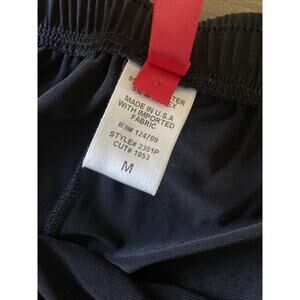 MADE IN U.S.A
WITH IMPORTED
FABRIC
RN# 124709
STYLE# 2351P
CUT# 1953
M